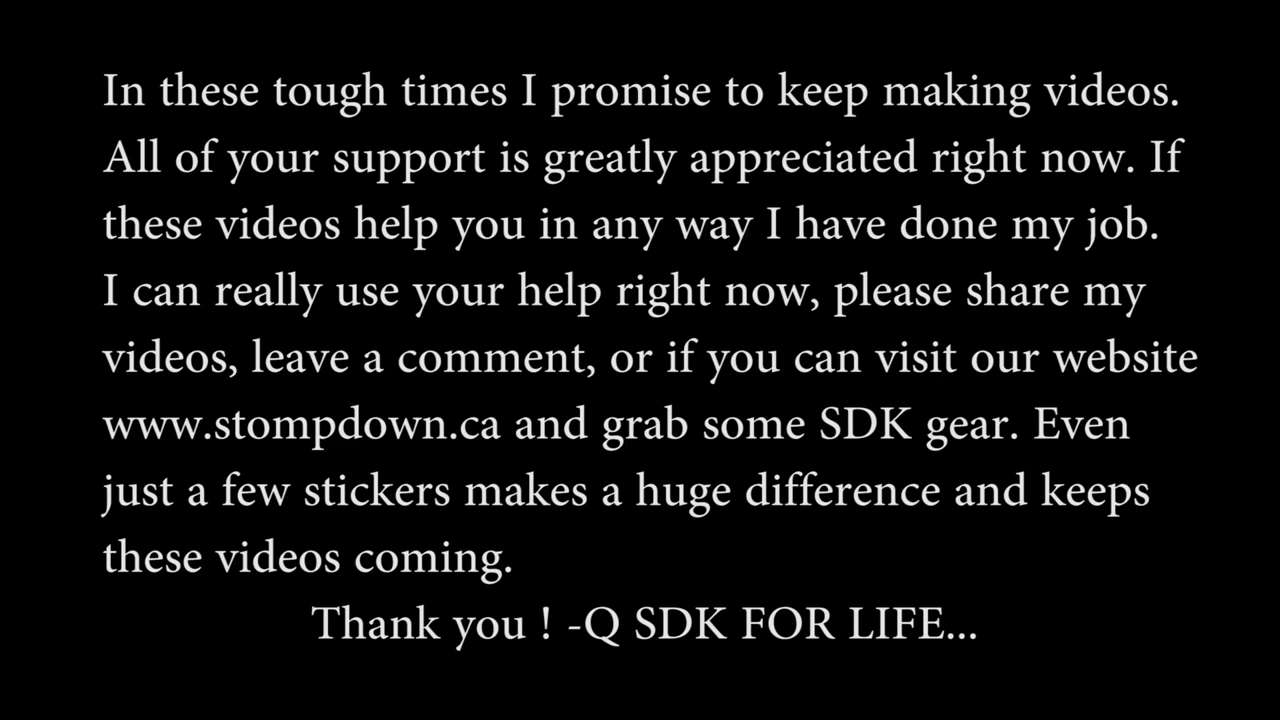 In these tough times I promise to keep making videos.
All of your support is greatly appreciated right now. If
these videos help you in any way I have done my job.
I can really use your help right now, please share my
videos, leave a comment, or if you can visit our website
www.stompdown.ca and grab some SDK gear. Even
just a few stickers makes a huge difference and keeps
these videos coming.
Thank you ! -Q SDK FOR LIFE...